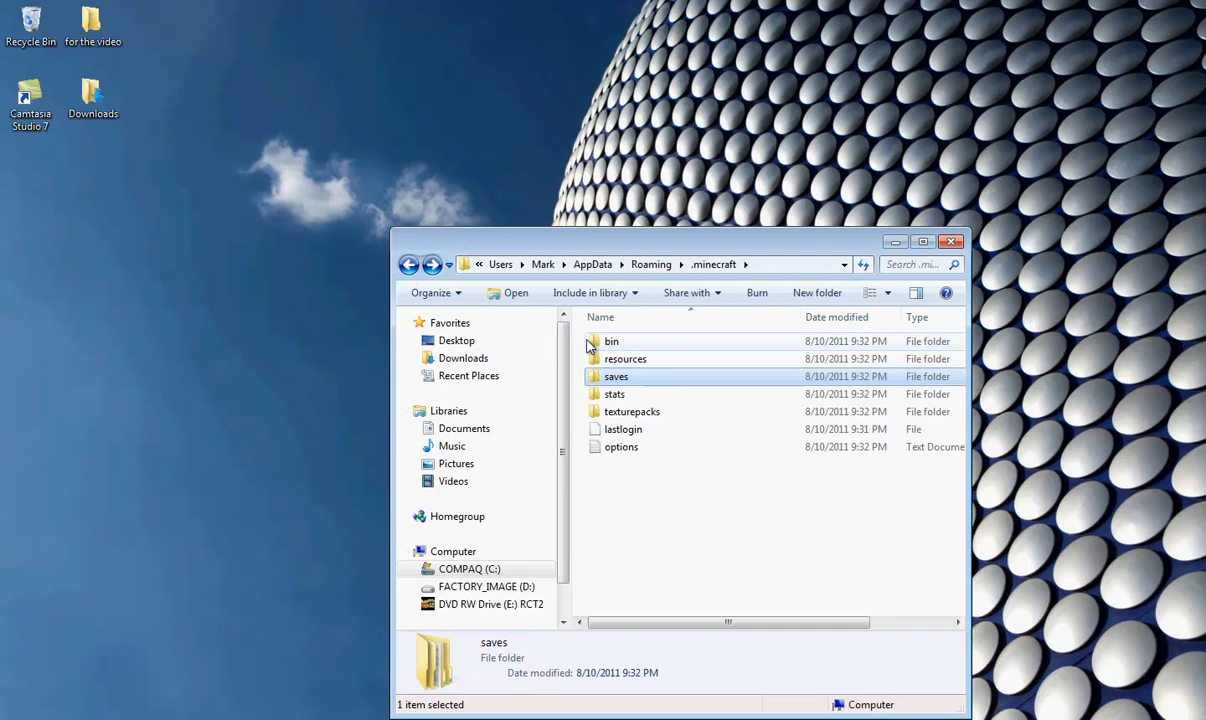 Recycle Bin
for the video
Camtasia
Studio 7
Downloads
« Users Mark AppData Roaming .minecraft
Search .mi...
Organize Open Include in library Share with Burn New folder
Name Date modified Type
Favorites
Desktop
Downloads
Recent Places
Libraries
Documents
Music
Pictures
Videos
Homegroup
Computer
COMPAQ (C:)
FACTORY_IMAGE (D:)
DVD RW Drive (E:) RCT2
bin 8/10/2011 9:32 PM File folder
resources 8/10/2011 9:32 PM File folder
saves 8/10/2011 9:32 PM File folder
stats 8/10/2011 9:32 PM File folder
texturepacks 8/10/2011 9:32 PM File folder
lastlogin 8/10/2011 9:31 PM File
options 8/10/2011 9:32 PM Text Docume
saves
File folder
Date modified: 8/10/2011 9:32 PM
1 item selected Computer